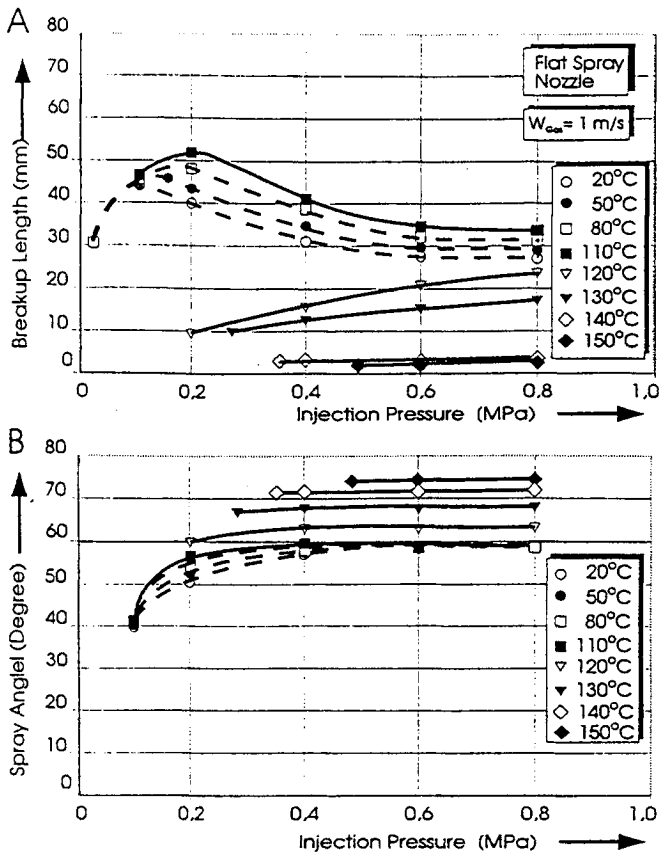 A
80
70
60
50
40
30
20
10
0
Breakup Length (mm)
Flat Spray
Nozzle
W_Gas = 1 m/s
20°C
50°C
80°C
110°C
120°C
130°C
140°C
150°C
0 0,2 0,4 0,6 0,8 1,0
Injection Pressure (MPa)
B
80
70
60
50
40
30
20
10
0
Spray Anglel (Degree)
20°C
50°C
80°C
110°C
120°C
130°C
140°C
150°C
0 0,2 0,4 0,6 0,8 1,0
Injection Pressure (MPa)